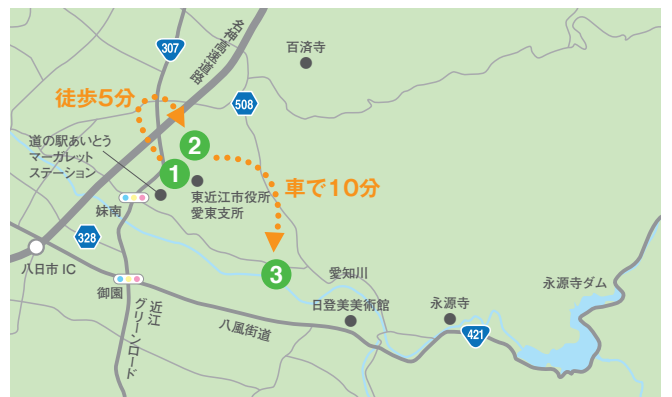 307
名神高速道路
百済寺
徒歩5分
508
2
道の駅あいとう
マーガレット
ステーション
1
車で10分
東近江市役所
愛東支所
妹南
328
八日市 IC
3
愛知川
御園
近江
グリーンロード
八風街道
日登美美術館
永源寺
永源寺ダム
421